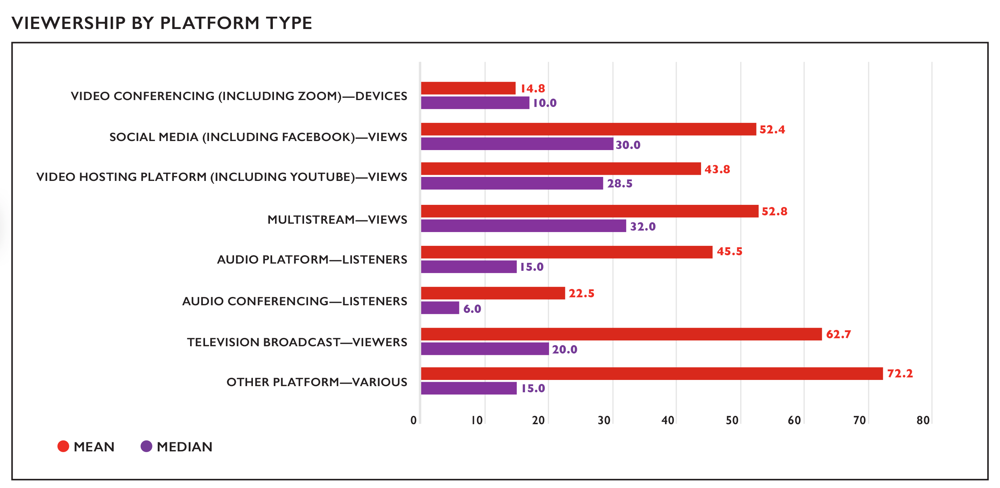 VIEWERSHIP BY PLATFORM TYPE
VIDEO CONFERENCING (INCLUDING ZOOM)—DEVICES
14.8
10.0
SOCIAL MEDIA (INCLUDING FACEBOOK)—VIEWS
52.4
30.0
VIDEO HOSTING PLATFORM (INCLUDING YOUTUBE)—VIEWS
43.8
28.5
MULTISTREAM—VIEWS
52.8
32.0
AUDIO PLATFORM—LISTENERS
45.5
15.0
AUDIO CONFERENCING—LISTENERS
22.5
6.0
TELEVISION BROADCAST—VIEWERS
62.7
20.0
OTHER PLATFORM—VARIOUS
72.2
15.0
0 10 20 30 40 50 60 70 80
MEAN MEDIAN